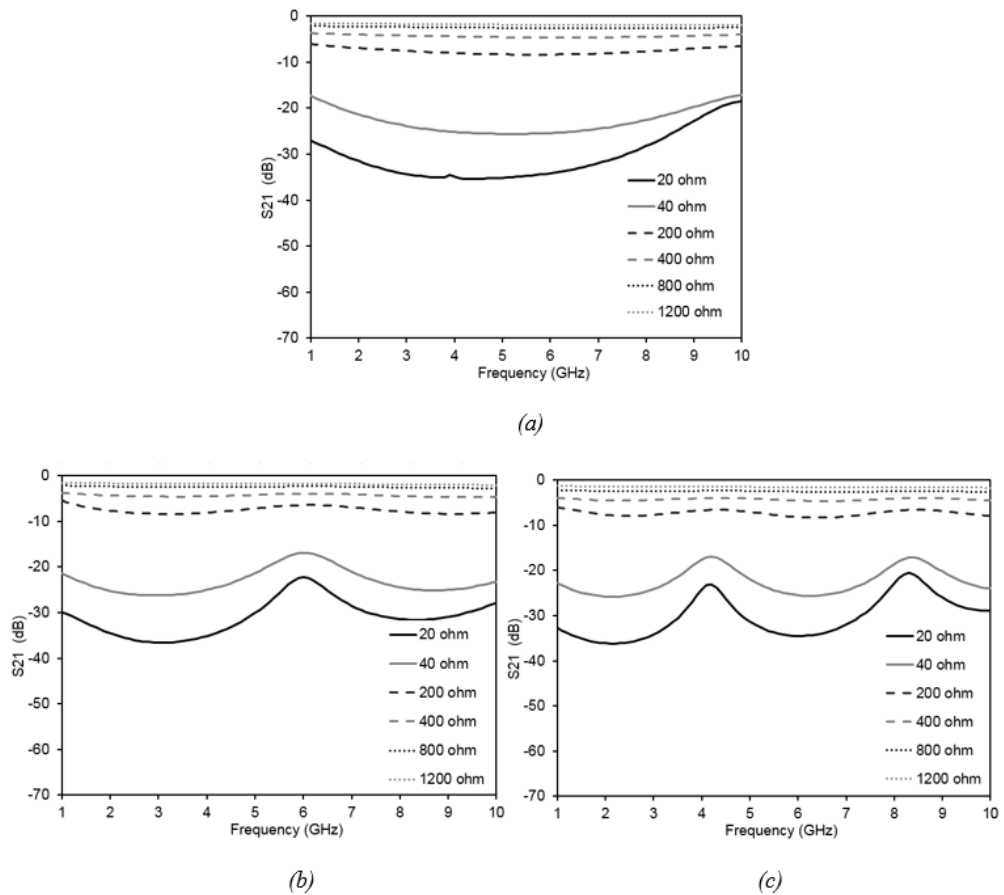 0
-10
-20
-30
-40
-50
-60
-70
S21 (dB)
20 ohm
40 ohm
200 ohm
400 ohm
800 ohm
1200 ohm
1 2 3 4 5 6 7 8 9 10
Frequency (GHz)
(a)
0
-10
-20
-30
-40
-50
-60
-70
S21 (dB)
20 ohm
40 ohm
200 ohm
400 ohm
800 ohm
1200 ohm
1 2 3 4 5 6 7 8 9 10
Frequency (GHz)
(b)
0
-10
-20
-30
-40
-50
-60
-70
S21 (dB)
20 ohm
40 ohm
200 ohm
400 ohm
800 ohm
1200 ohm
1 2 3 4 5 6 7 8 9 10
Frequency (GHz)
(c)